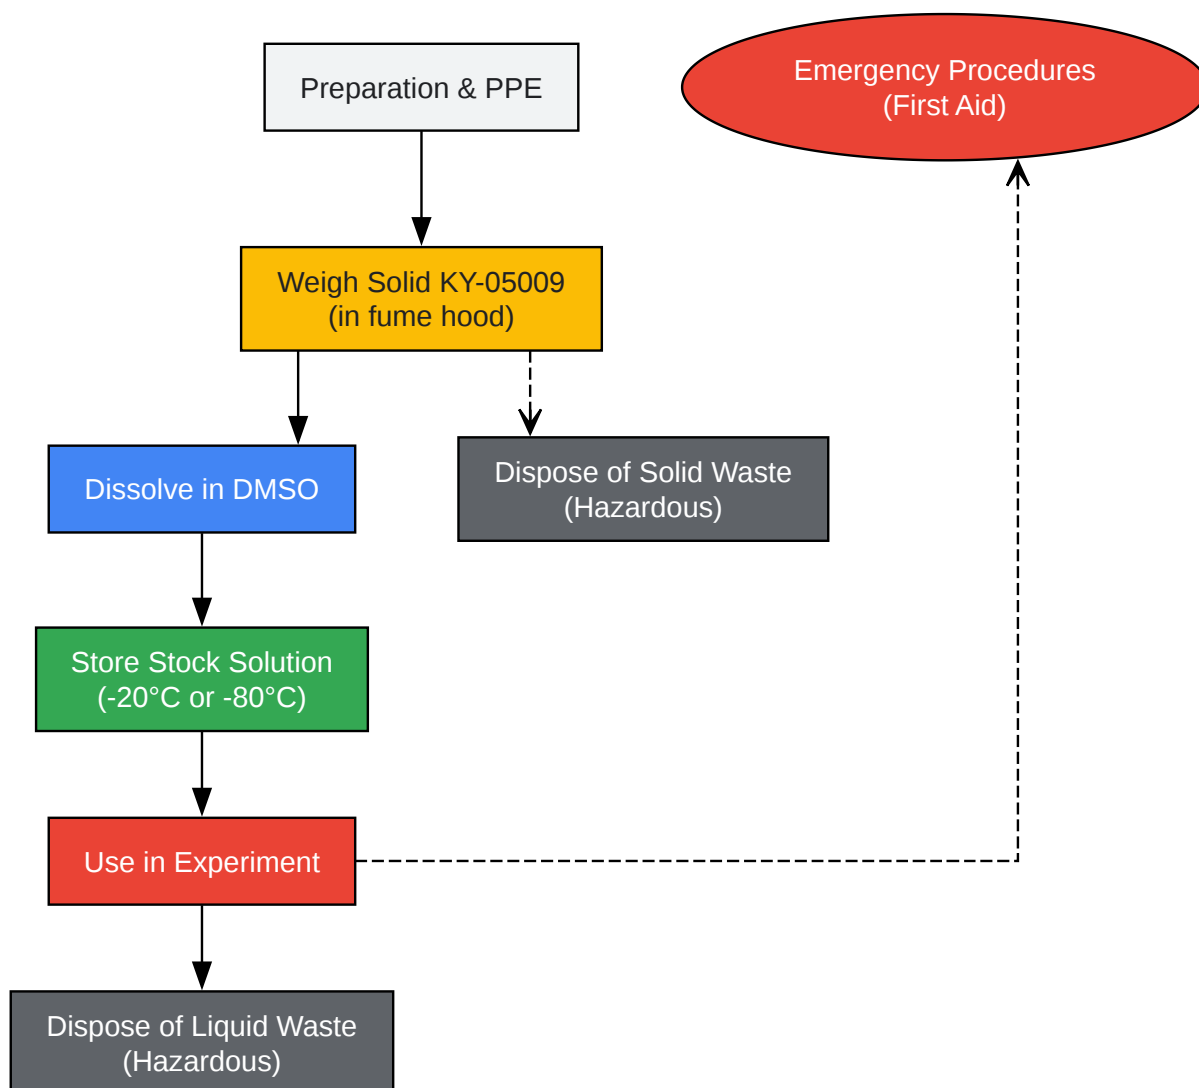 Preparation & PPE
Emergency Procedures
(First Aid)
Weigh Solid KY-05009
(in fume hood)
Dissolve in DMSO
Dispose of Solid Waste
(Hazardous)
Store Stock Solution
(-20°C or -80°C)
Use in Experiment
Dispose of Liquid Waste
(Hazardous)